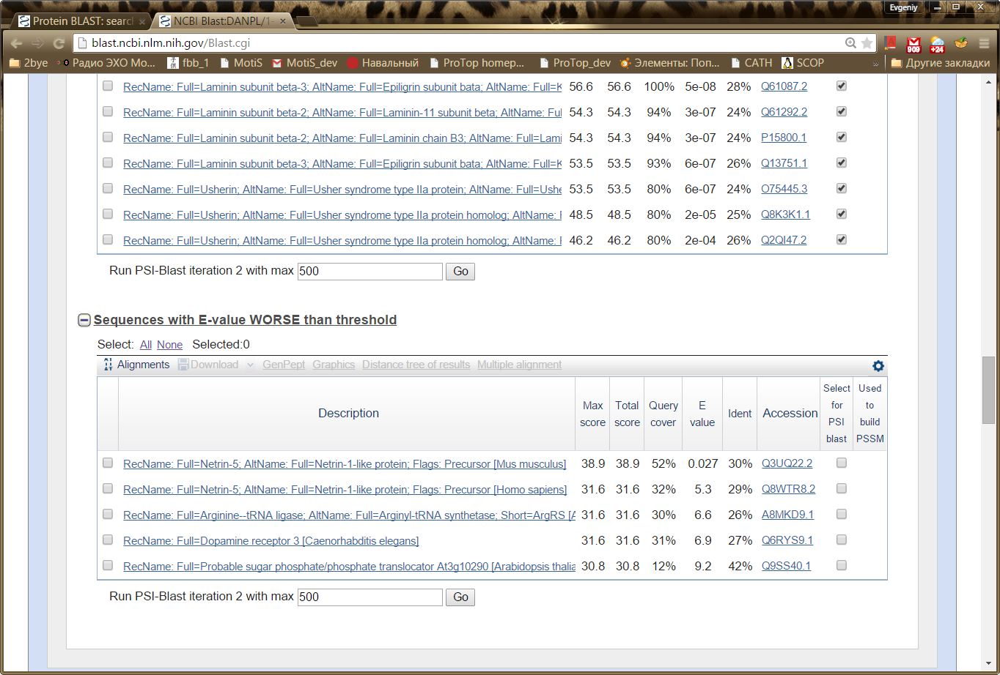 Evgeniy
Protein BLAST: searc
NCBI Blast:DANPL/1-
blast.ncbi.nlm.nih.gov/Blast.cgi
909
+24
2bye Радио ЭХО Мо... fbb_1 MotiS MotiS_dev Навальный ProTop homep... ProTop_dev Элементы: Поп... CATH SCOP » Другие закладки
RecName: Full=Laminin subunit beta-3; AltName: Full=Epiligrin subunit bata; AltName: Full=K 56.6 56.6 100% 5e-08 28% Q61087.2
RecName: Full=Laminin subunit beta-2; AltName: Full=Laminin-11 subunit beta; AltName: Ful 54.3 54.3 94% 3e-07 24% Q61292.2
RecName: Full=Laminin subunit beta-2; AltName: Full=Laminin chain B3; AltName: Full=Lami 54.3 54.3 94% 3e-07 24% P15800.1
RecName: Full=Laminin subunit beta-3; AltName: Full=Epiligrin subunit bata; AltName: Full=K 53.5 53.5 93% 6e-07 26% Q13751.1
RecName: Full=Usherin; AltName: Full=Usher syndrome type IIa protein; AltName: Full=Ushe 53.5 53.5 80% 6e-07 24% O75445.3
RecName: Full=Usherin; AltName: Full=Usher syndrome type IIa protein homolog; AltName: F 48.5 48.5 80% 2e-05 25% Q8K3K1.1
RecName: Full=Usherin; AltName: Full=Usher syndrome type IIa protein homolog; AltName: F 46.2 46.2 80% 2e-04 26% Q2QI47.2
Run PSI-Blast iteration 2 with max 500 Go
Sequences with E-value WORSE than threshold
Select: All None Selected:0
Alignments Download GenPept Graphics Distance tree of results Multiple alignment
Description Max score Total score Query cover E value Ident Accession Select for PSI blast Used to build PSSM
RecName: Full=Netrin-5; AltName: Full=Netrin-1-like protein; Flags: Precursor [Mus musculus] 38.9 38.9 52% 0.027 30% Q3UQ22.2
RecName: Full=Netrin-5; AltName: Full=Netrin-1-like protein; Flags: Precursor [Homo sapiens] 31.6 31.6 32% 5.3 29% Q8WTR8.2
RecName: Full=Arginine--tRNA ligase; AltName: Full=Arginyl-tRNA synthetase; Short=ArgRS [A 31.6 31.6 30% 6.6 26% A8MKD9.1
RecName: Full=Dopamine receptor 3 [Caenorhabditis elegans] 31.6 31.6 31% 6.9 27% Q6RYS9.1
RecName: Full=Probable sugar phosphate/phosphate translocator At3g10290 [Arabidopsis thalia 30.8 30.8 12% 9.2 42% Q9SS40.1
Run PSI-Blast iteration 2 with max 500 Go